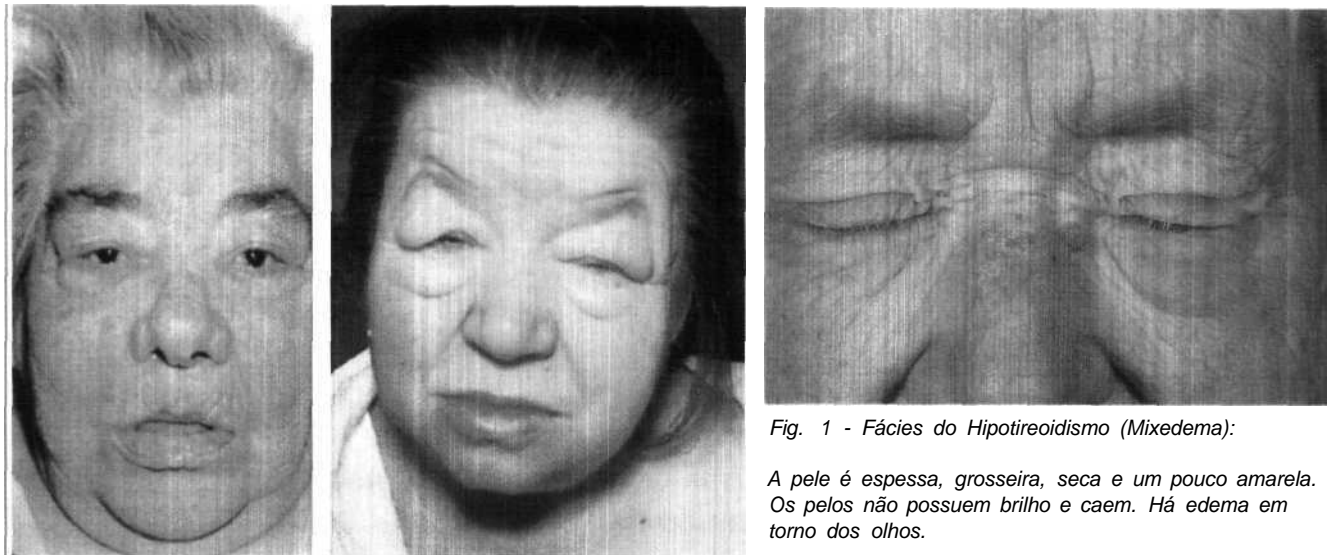 Fig. 1 - Fácies do Hipotireoidismo (Mixedema):
A pele é espessa, grosseira, seca e um pouco amarela.
Os pelos não possuem brilho e caem. Há edema em
torno dos olhos.